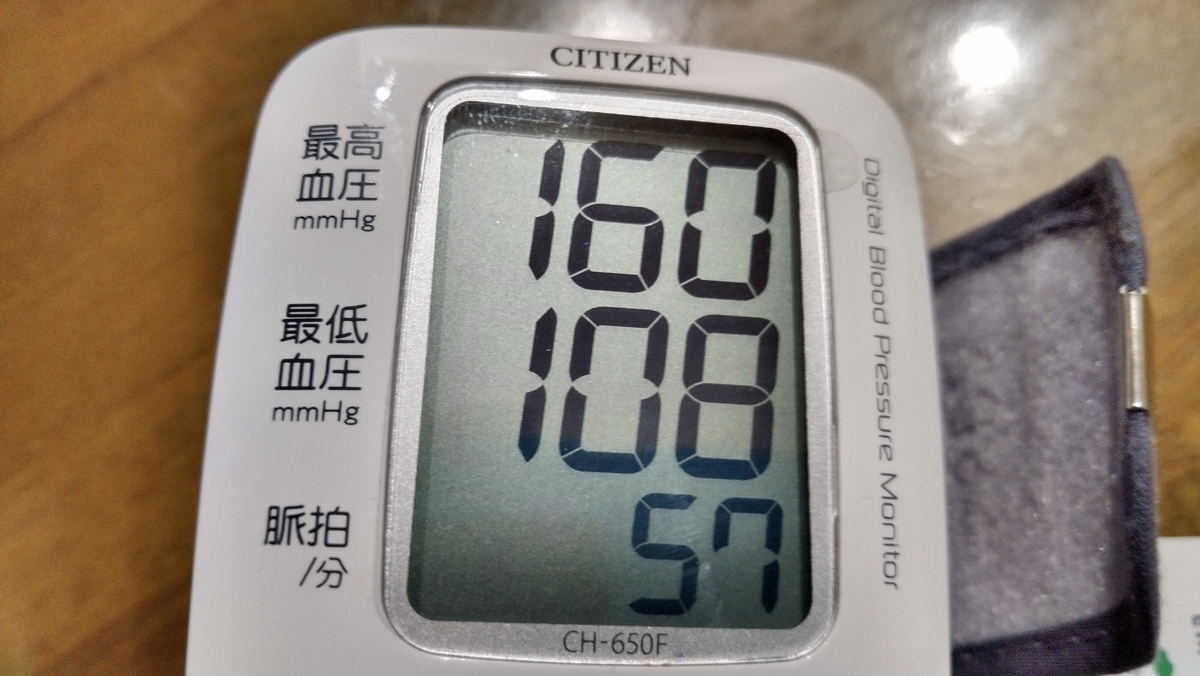 CITIZEN
最高
血圧
mmHg
160
最低
血圧
mmHg
108
脈拍
/分
57
Digital Blood Pressure Monitor
CH-650F